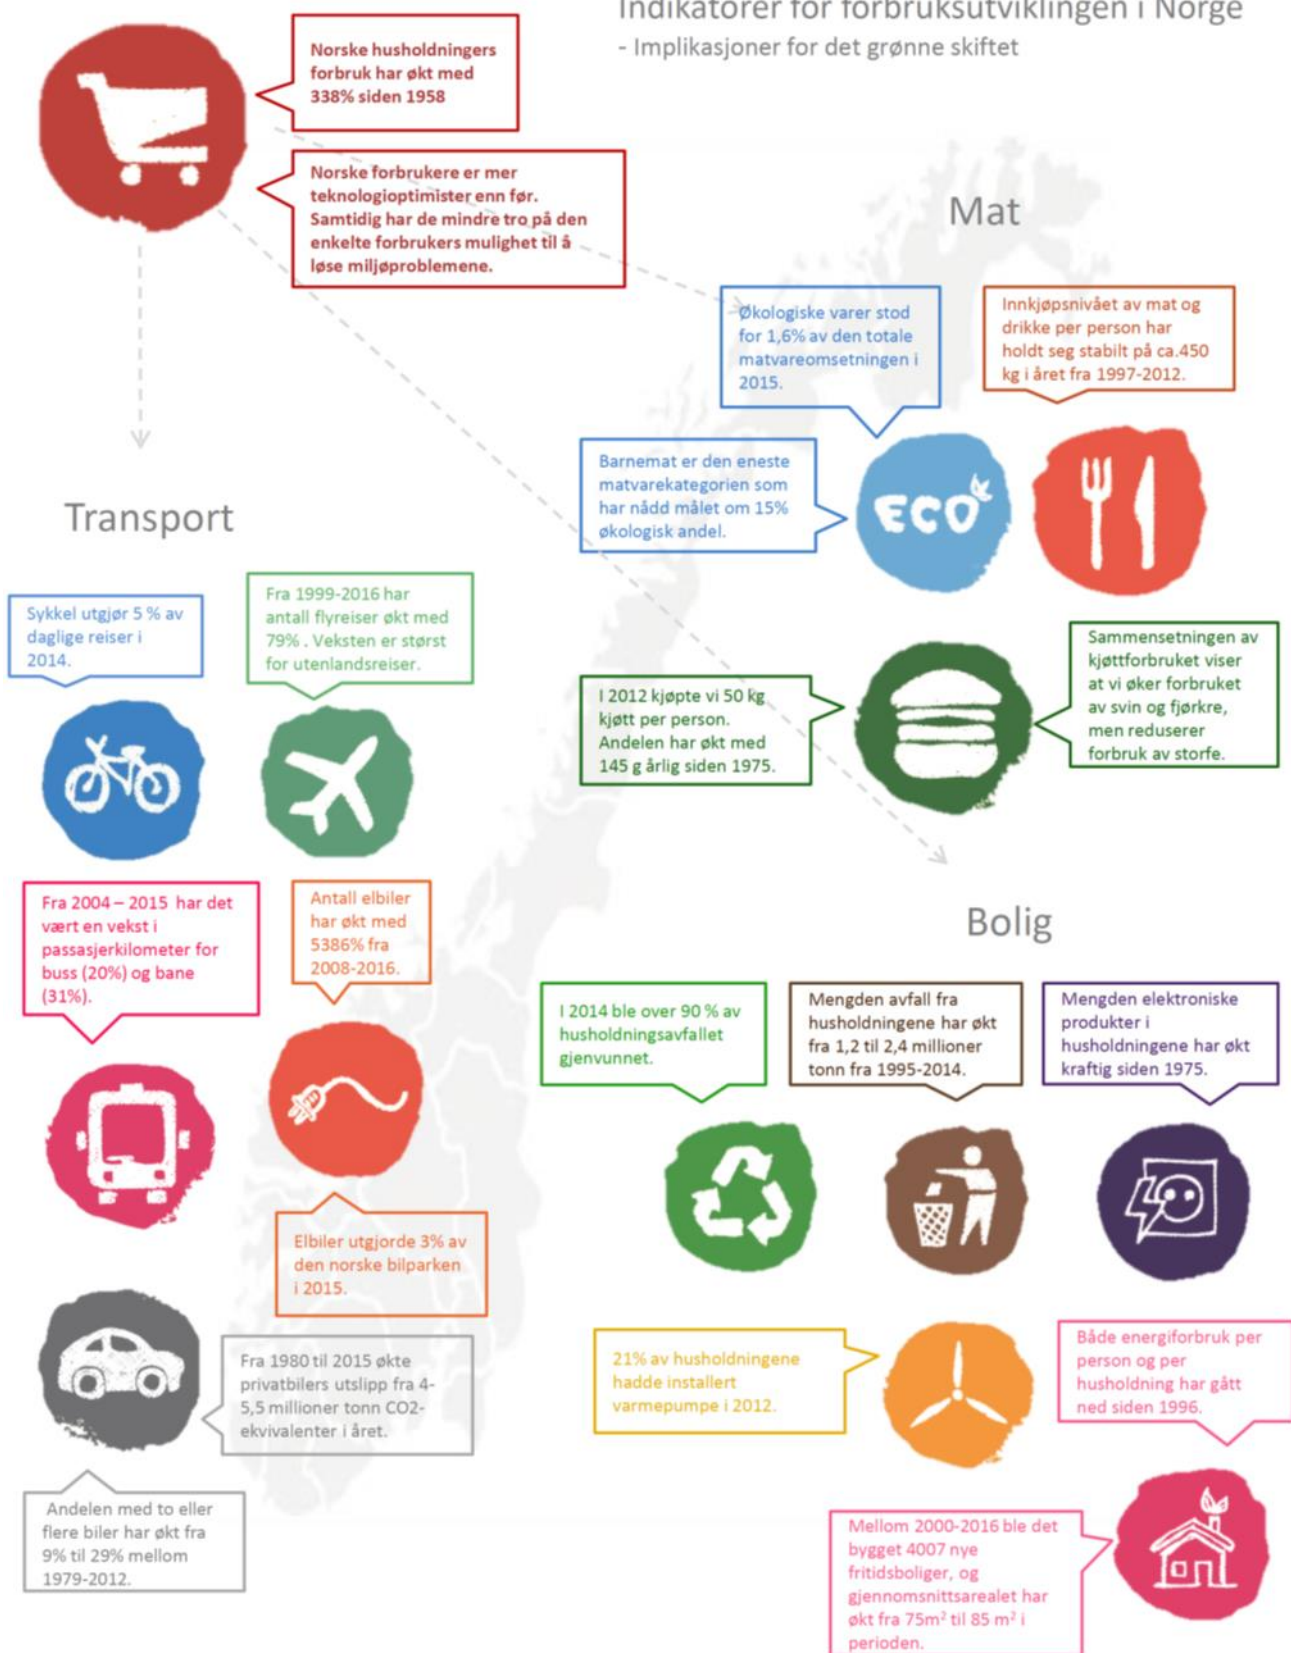 Indikatorer for forbruksutviklingen i Norge
- Implikasjoner for det grønne skiftet
Norske husholdningers
forbruk har økt med
338% siden 1958
Norske forbrukere er mer
teknologioptimister enn før.
Samtidig har de mindre tro på den
enkelte forbrukers mulighet til å
løse miljøproblemene.
Mat
Økologiske varer stod
for 1,6% av den totale
matvareomsetningen i
2015.
Innkjøpsnivået av mat og
drikke per person har
holdt seg stabilt på ca.450
kg i året fra 1997-2012.
Barnemat er den eneste
matvarekategorien som
har nådd målet om 15%
økologisk andel.
ECO
I 2012 kjøpte vi 50 kg
kjøtt per person.
Andelen har økt med
145 g årlig siden 1975.
Sammensetningen av
kjøttforbruket viser
at vi øker forbruket
av svin og fjørkre,
men reduserer
forbruk av storfe.
Transport
Sykkel utgjør 5 % av
daglige reiser i
2014.
Fra 1999-2016 har
antall flyreiser økt med
79% . Veksten er størst
for utenlandsreiser.
Fra 2004 – 2015 har det
vært en vekst i
passasjerkilometer for
buss (20%) og bane
(31%).
Antall elbiler
har økt med
5386% fra
2008-2016.
Elbiler utgjorde 3% av
den norske bilparken
i 2015.
Fra 1980 til 2015 økte
privatbilers utslipp fra 4-
5,5 millioner tonn CO2-
ekvivalenter i året.
Andelen med to eller
flere biler har økt fra
9% til 29% mellom
1979-2012.
Bolig
I 2014 ble over 90 % av
husholdningsavfallet
gjenvunnet.
Mengden avfall fra
husholdningene har økt
fra 1,2 til 2,4 millioner
tonn fra 1995-2014.
Mengden elektroniske
produkter i
husholdningene har økt
kraftig siden 1975.
21% av husholdningene
hadde installert
varmepumpe i 2012.
Både energiforbruk per
person og per
husholdning har gått
ned siden 1996.
Mellom 2000-2016 ble det
bygget 4007 nye
fritidsboliger, og
gjennomsnittsarealet har
økt fra 75m² til 85 m² i
perioden.